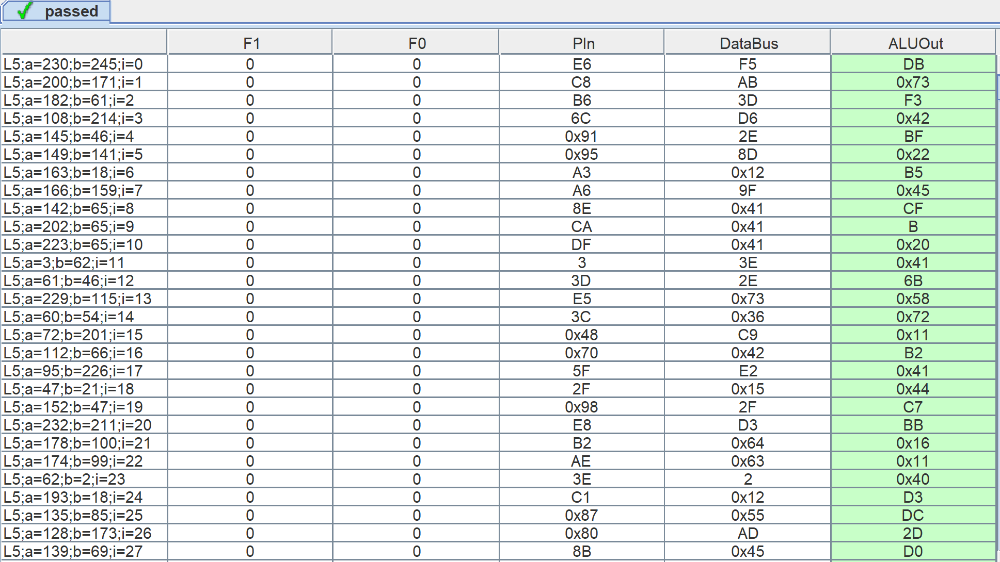 passed
F1 F0 PIn DataBus ALUOut
L5;a=230;b=245;i=0 0 0 E6 F5 DB
L5;a=200;b=171;i=1 0 0 C8 AB 0x73
L5;a=182;b=61;i=2 0 0 B6 3D F3
L5;a=108;b=214;i=3 0 0 6C D6 0x42
L5;a=145;b=46;i=4 0 0 0x91 2E BF
L5;a=149;b=141;i=5 0 0 0x95 8D 0x22
L5;a=163;b=18;i=6 0 0 A3 0x12 B5
L5;a=166;b=159;i=7 0 0 A6 9F 0x45
L5;a=142;b=65;i=8 0 0 8E 0x41 CF
L5;a=202;b=65;i=9 0 0 CA 0x41 B
L5;a=223;b=65;i=10 0 0 DF 0x41 0x20
L5;a=3;b=62;i=11 0 0 3 3E 0x41
L5;a=61;b=46;i=12 0 0 3D 2E 6B
L5;a=229;b=115;i=13 0 0 E5 0x73 0x58
L5;a=60;b=54;i=14 0 0 3C 0x36 0x72
L5;a=72;b=201;i=15 0 0 0x48 C9 0x11
L5;a=112;b=66;i=16 0 0 0x70 0x42 B2
L5;a=95;b=226;i=17 0 0 5F E2 0x41
L5;a=47;b=21;i=18 0 0 2F 0x15 0x44
L5;a=152;b=47;i=19 0 0 0x98 2F C7
L5;a=232;b=211;i=20 0 0 E8 D3 BB
L5;a=178;b=100;i=21 0 0 B2 0x64 0x16
L5;a=174;b=99;i=22 0 0 AE 0x63 0x11
L5;a=62;b=2;i=23 0 0 3E 2 0x40
L5;a=193;b=18;i=24 0 0 C1 0x12 D3
L5;a=135;b=85;i=25 0 0 0x87 0x55 DC
L5;a=128;b=173;i=26 0 0 0x80 AD 2D
L5;a=139;b=69;i=27 0 0 8B 0x45 D0